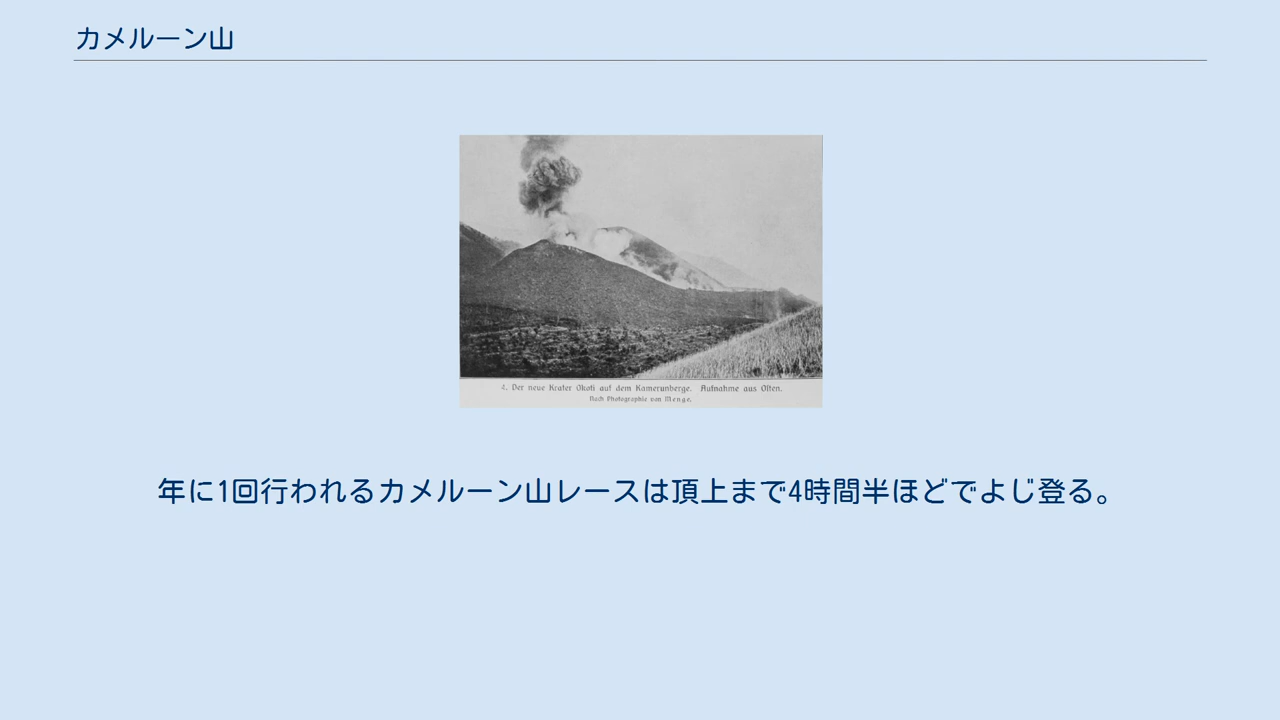 カメルーン山
4. Der neue Krater Okoti auf dem Kamerunberge. Aufnahme aus Osten.
Nach Photographie von Menge.
年に1回行われるカメルーン山レースは頂上まで4時間半ほどでよじ登る。